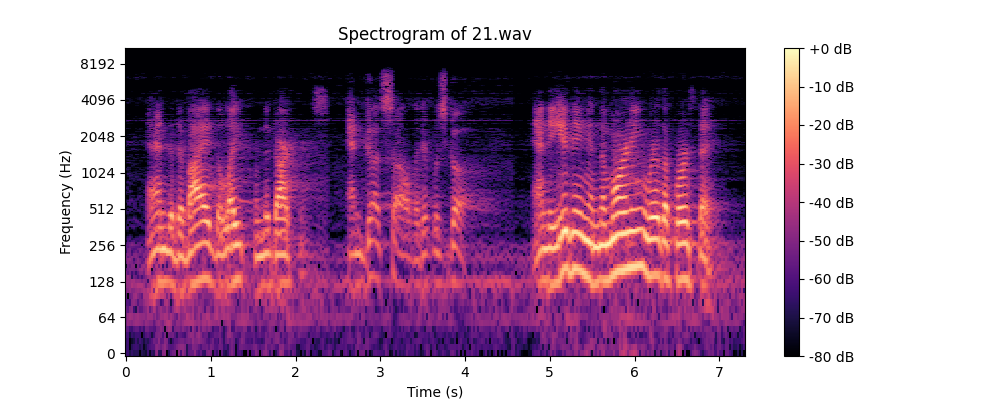 Spectrogram of 21.wav
8192
4096
2048
1024
512
256
128
64
0
Frequency (Hz)
0 1 2 3 4 5 6 7
Time (s)
+0 dB
-10 dB
-20 dB
-30 dB
-40 dB
-50 dB
-60 dB
-70 dB
-80 dB